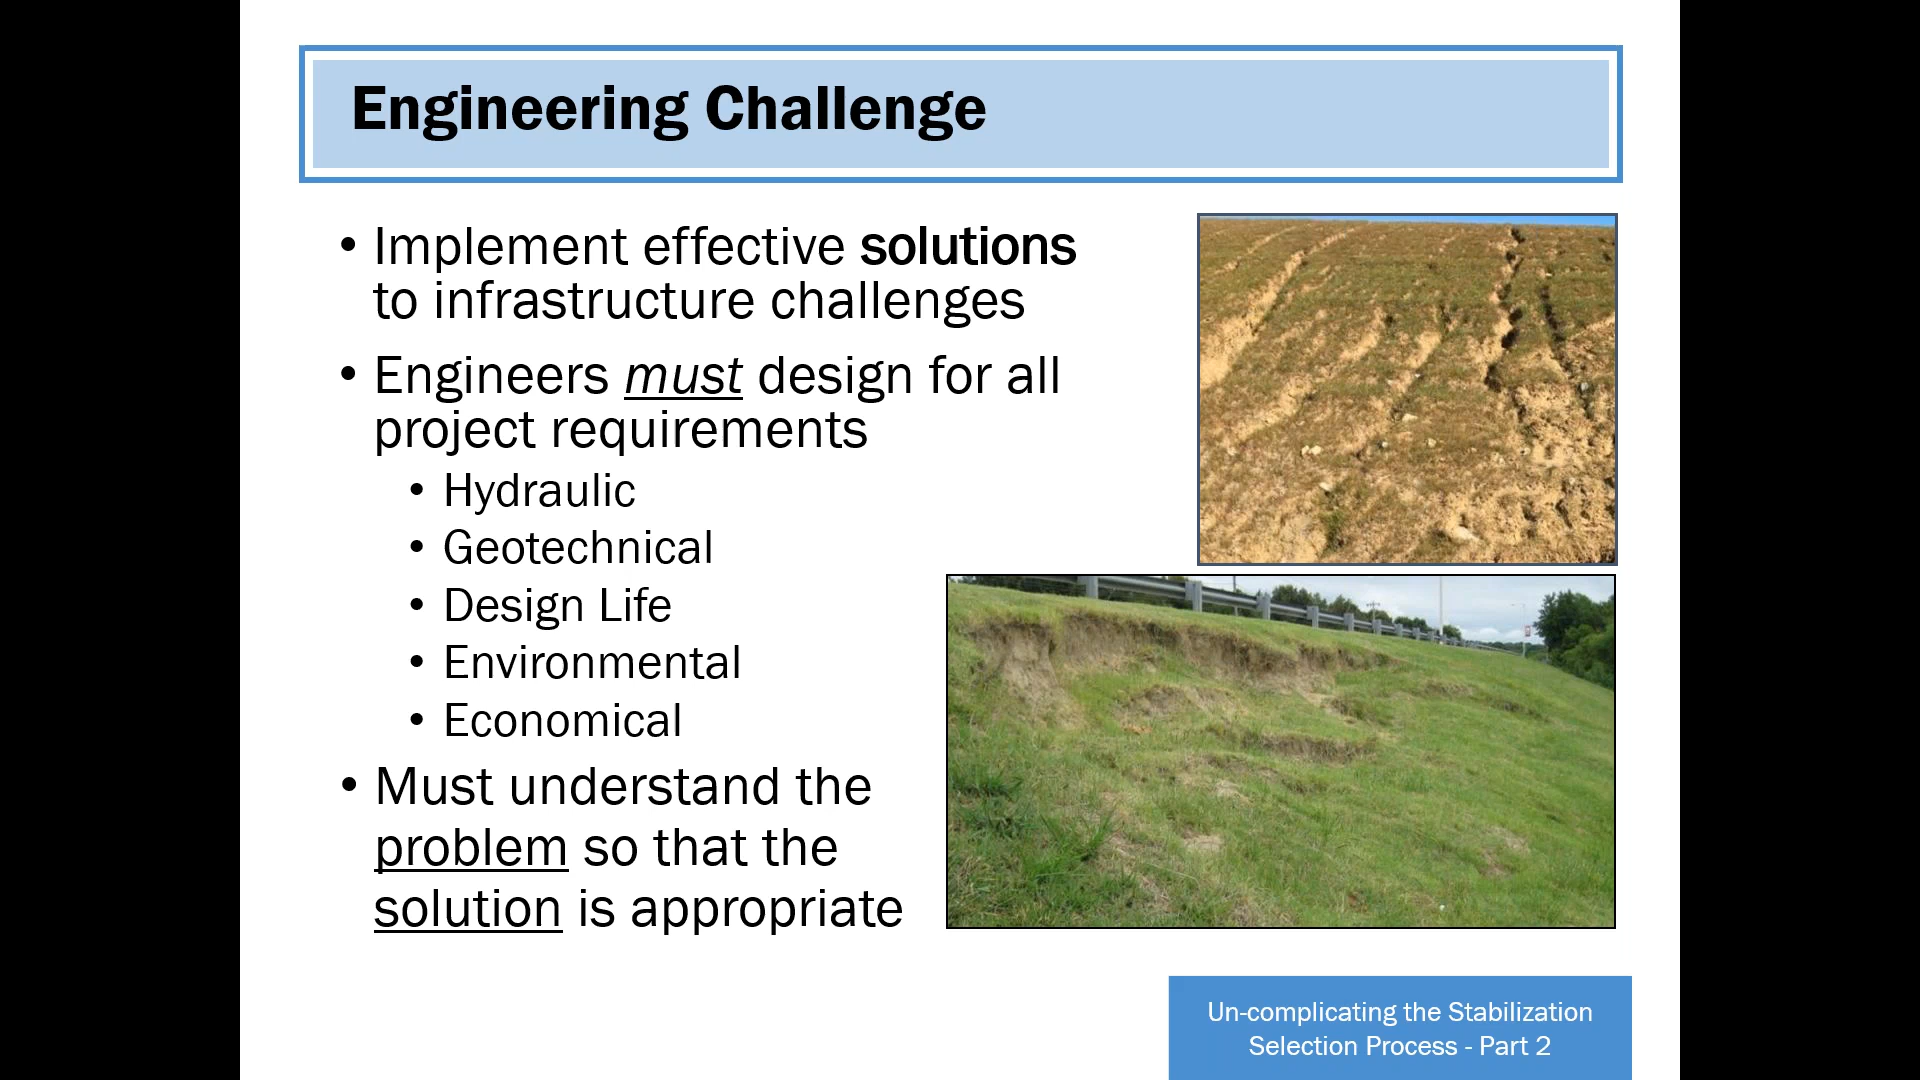 Engineering Challenge
• Implement effective solutions
to infrastructure challenges
• Engineers must design for all
project requirements
• Hydraulic
• Geotechnical
• Design Life
• Environmental
• Economical
• Must understand the
problem so that the
solution is appropriate
Un-complicating the Stabilization
Selection Process - Part 2